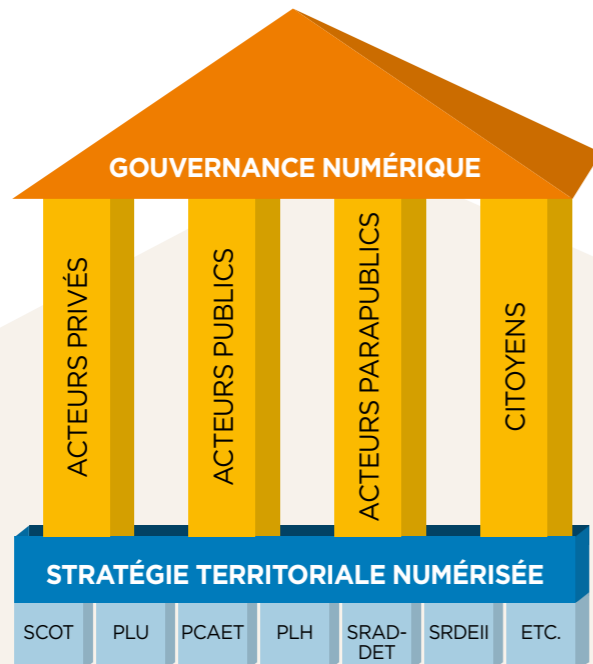 GOUVERNANCE NUMÉRIQUE
ACTEURS PRIVÉS
ACTEURS PUBLICS
ACTEURS PARAPUBLICS
CITOYENS
STRATÉGIE TERRITORIALE NUMÉRISÉE
SCOT
PLU
PCAET
PLH
SRAD-
DET
SRDEII
ETC.